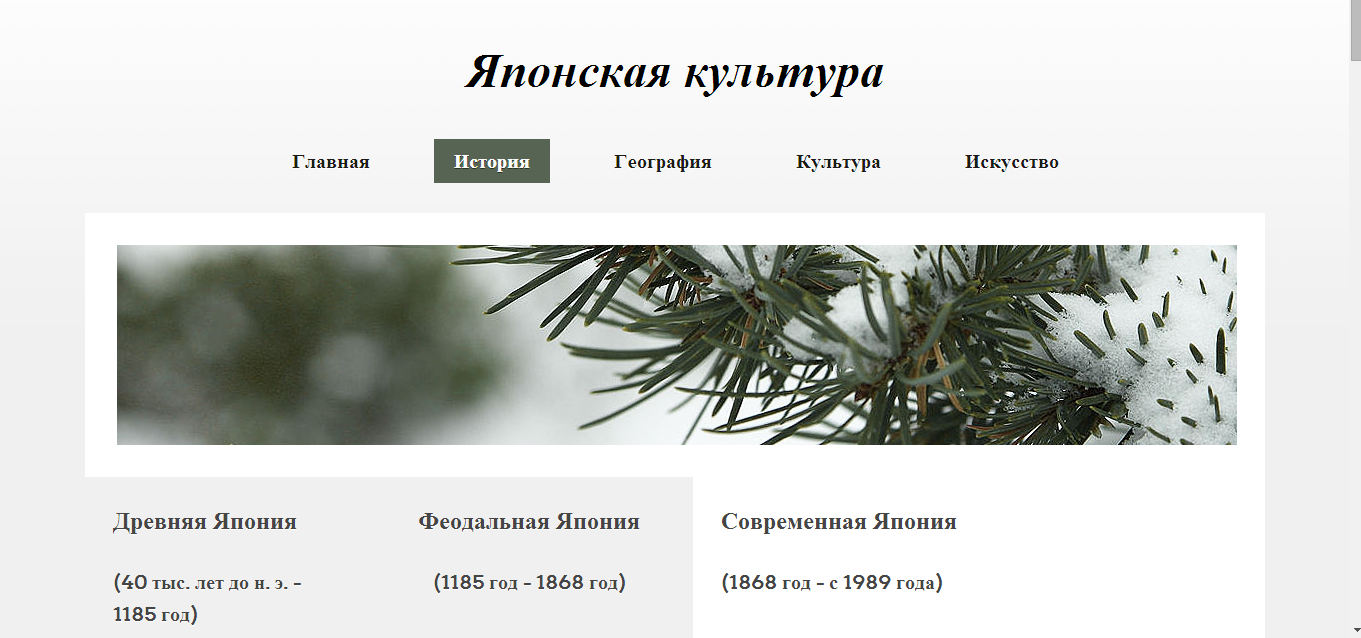 Японская культура
Главная История География Культура Искусство
Древняя Япония
(40 тыс. лет до н. э. –
1185 год)
Феодальная Япония
(1185 год – 1868 год)
Современная Япония
(1868 год – с 1989 года)